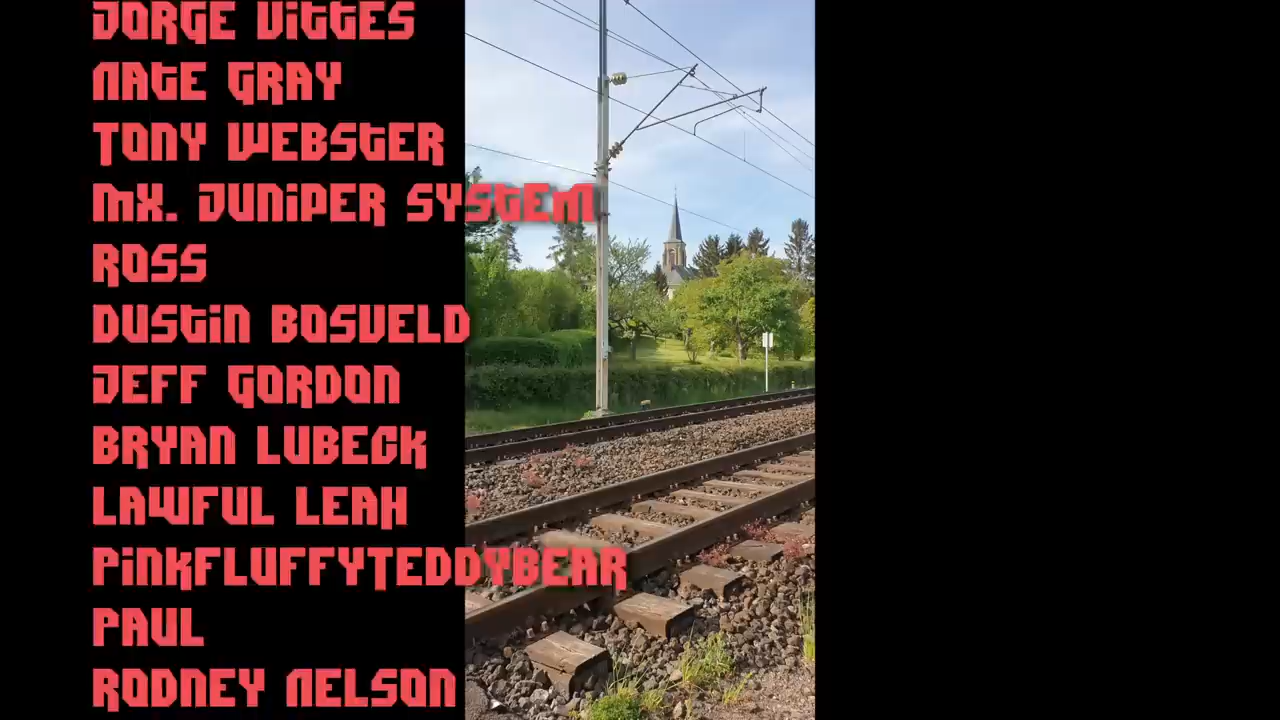 JORGE VITTES
NATE GRAY
TONY WEBSTER
MX. JUNIPER SYSTEM
ROSS
DUSTIN BOSVELD
JEFF GORDON
BRYAN LUBECK
LAWFUL LEAH
PINKFLUFFYTEDDYBEAR
PAUL
RODNEY NELSON